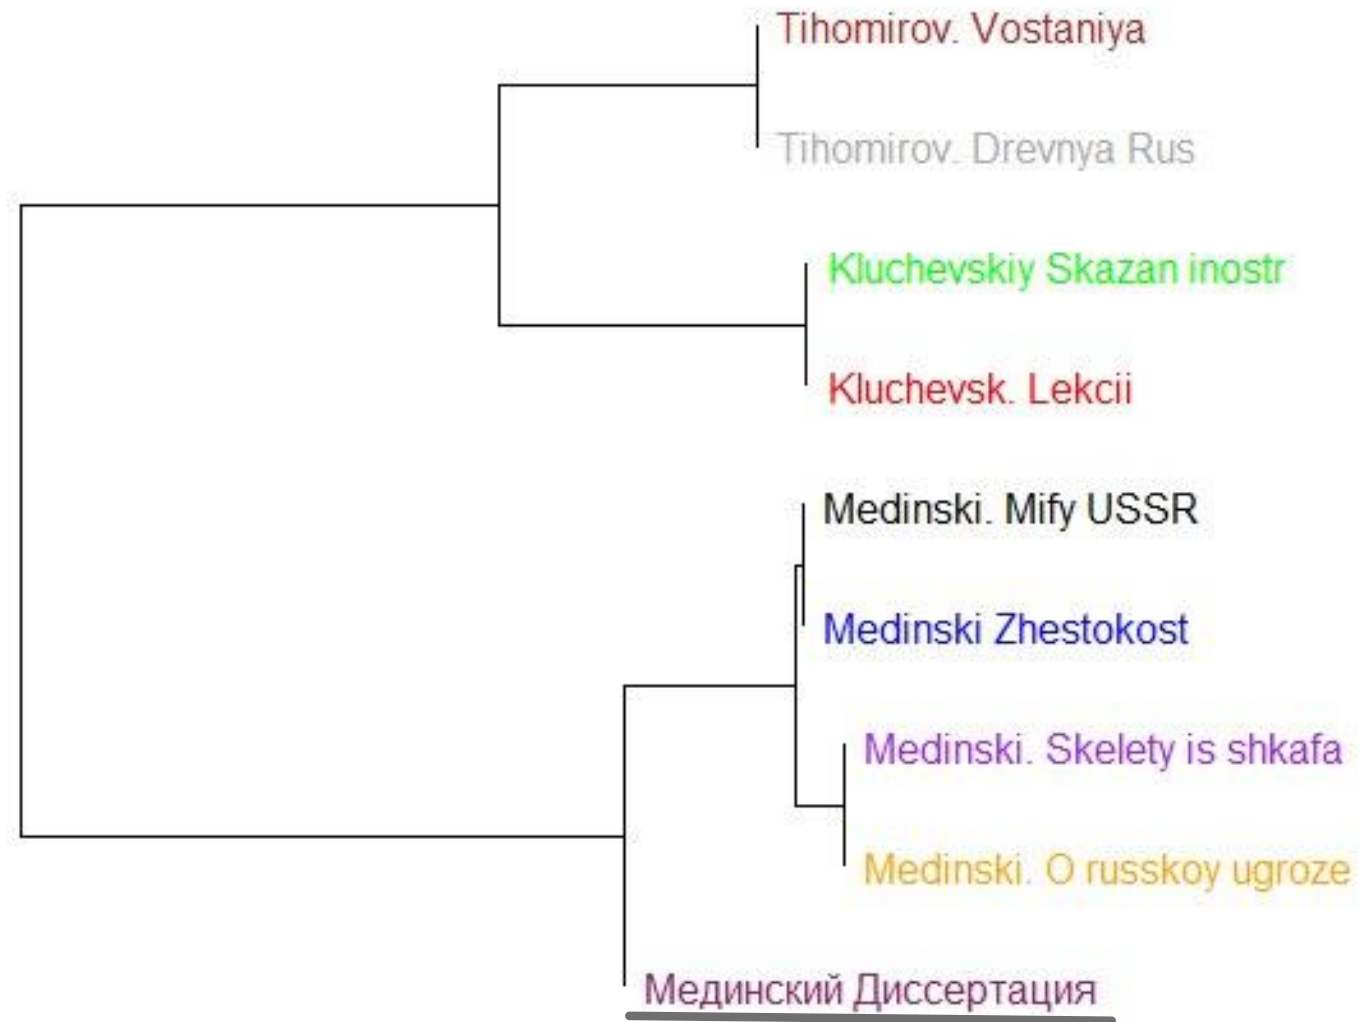 Tihomirov. Vostaniya
Tihomirov. Drevnya Rus
Kluchevskiy Skazan inostr
Kluchevsk. Lekcii
Medinski. Mify USSR
Medinski Zhestokost
Medinski. Skelety is shkafa
Medinski. O russkoy ugroze
Мединский Диссертация